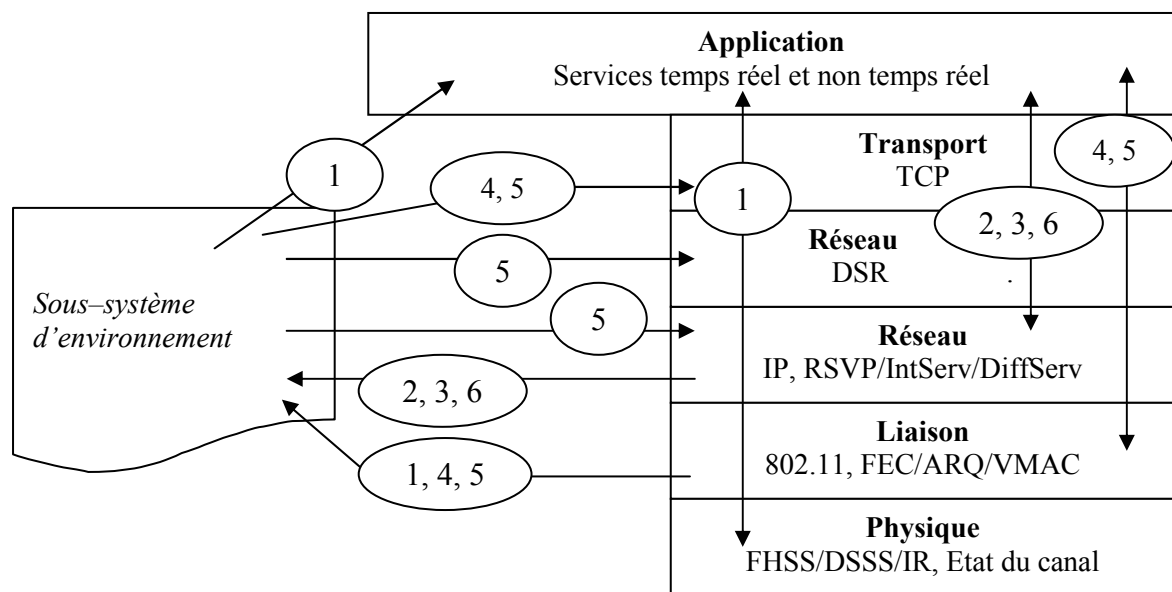 Application
Services temps réel et non temps réel
Transport
TCP
4, 5
1
4, 5
1
2, 3, 6
Réseau
DSR
.
5
Sous–système
d’environnement
5
Réseau
IP, RSVP/IntServ/DiffServ
2, 3, 6
Liaison
802.11, FEC/ARQ/VMAC
1, 4, 5
Physique
FHSS/DSSS/IR, Etat du canal